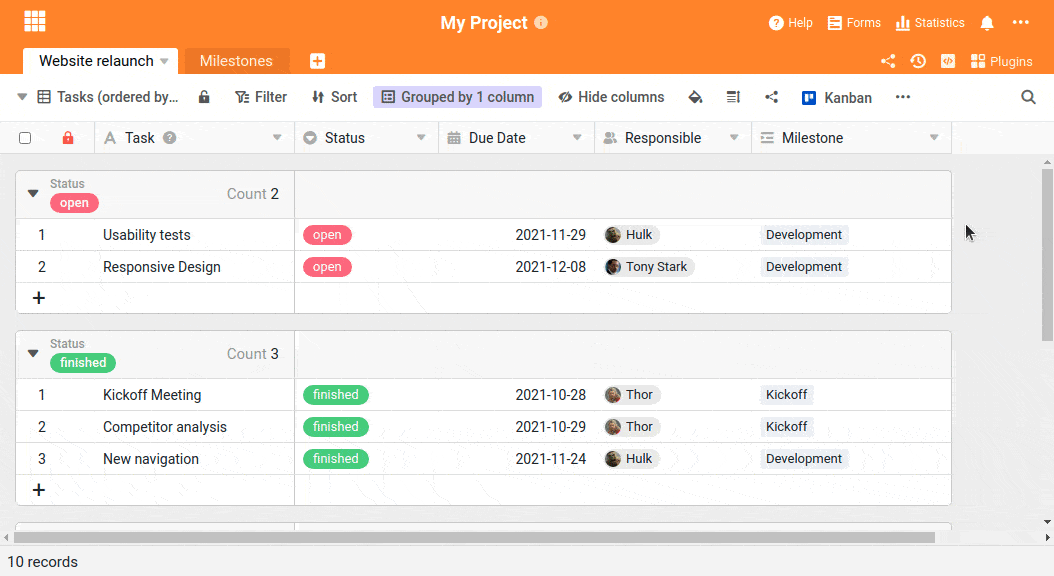 My Project
Help Forms Statistics
Website relaunch Milestones
Plugins
Tasks (ordered by... Filter Sort Grouped by 1 column Hide columns Kanban
Task Status Due Date Responsible Milestone
Status
open Count 2
1 Usability tests open 2021-11-29 Hulk Development
2 Responsive Design open 2021-12-08 Tony Stark Development
+
Status
finished Count 3
1 Kickoff Meeting finished 2021-10-28 Thor Kickoff
2 Competitor analysis finished 2021-10-29 Thor Kickoff
3 New navigation finished 2021-11-24 Hulk Development
+
10 records